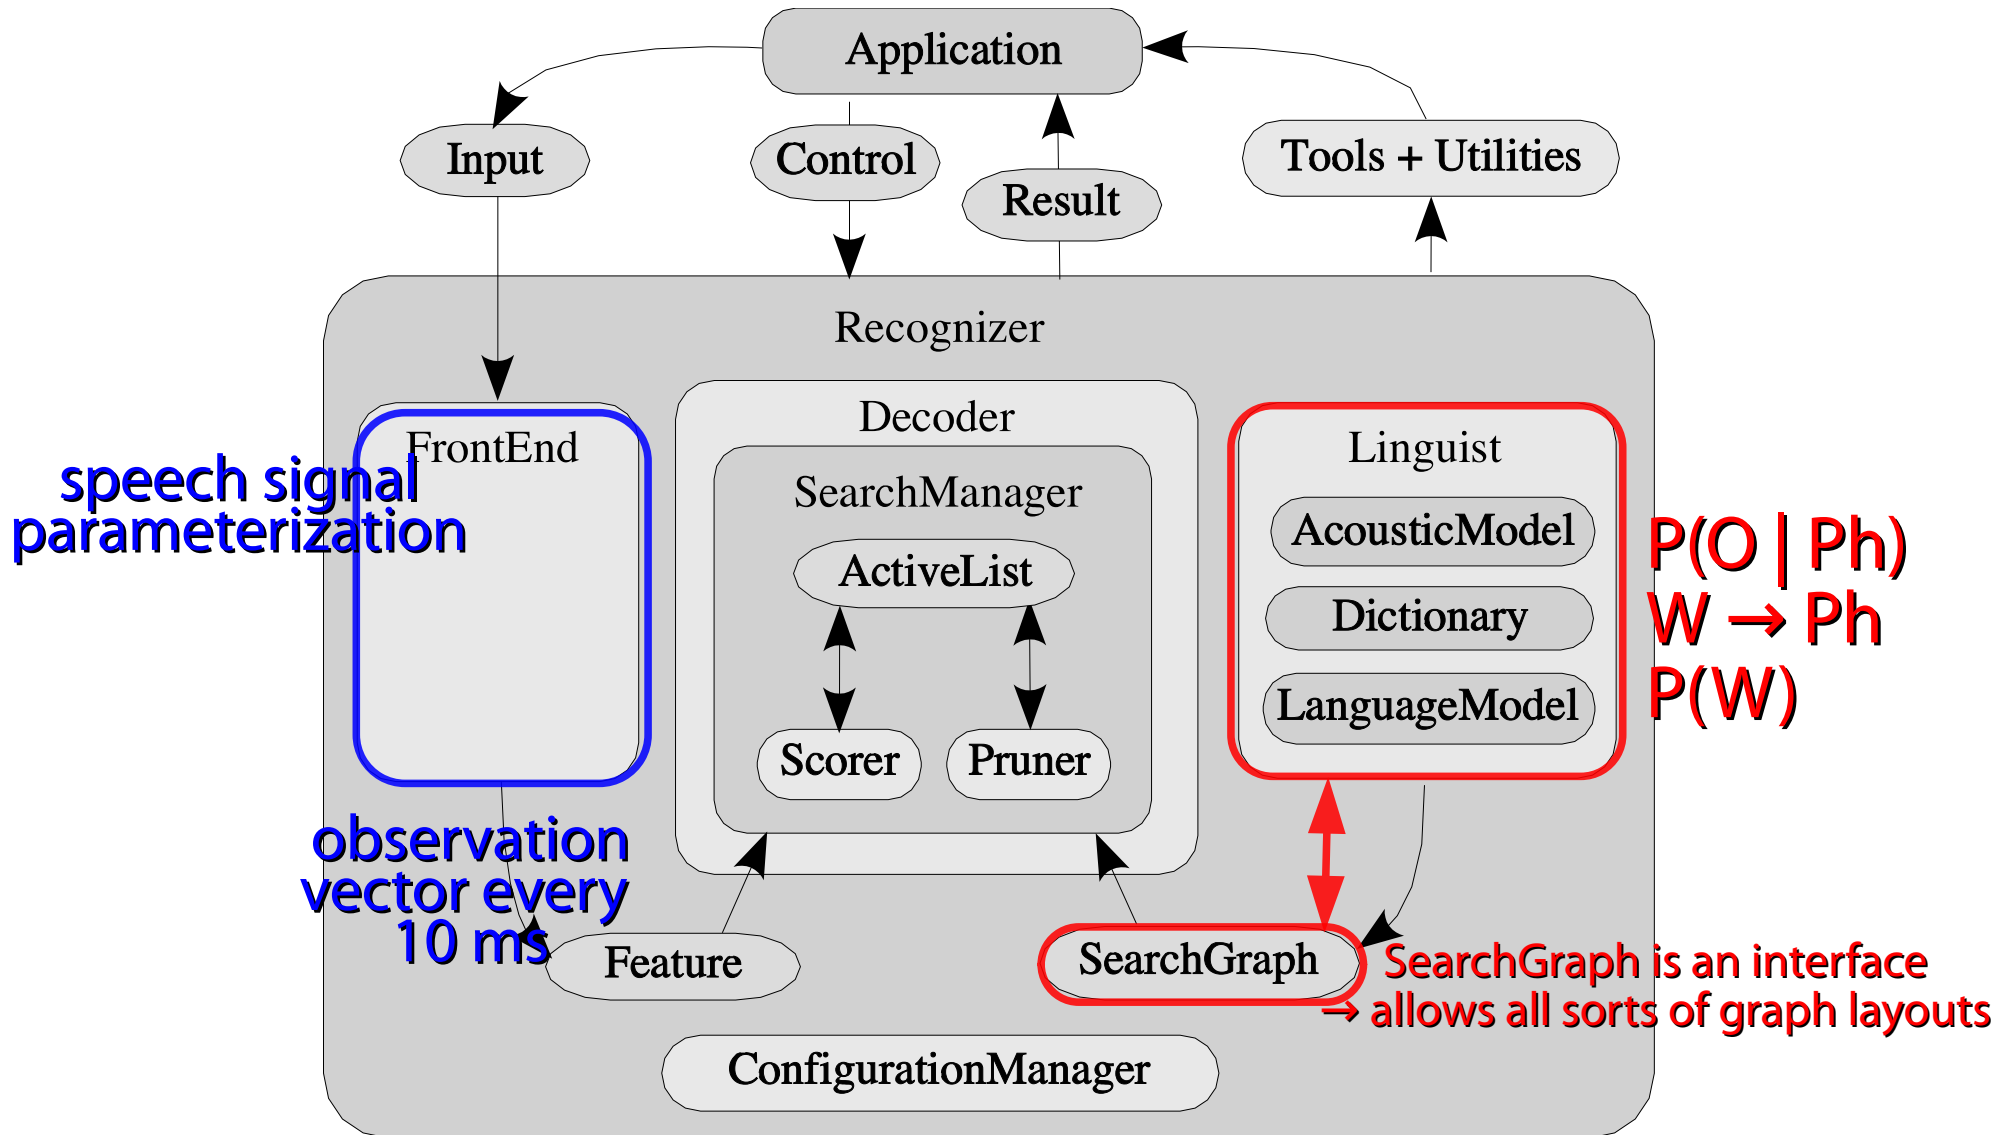 Application
Input
Control
Result
Tools + Utilities
Recognizer
FrontEnd
speech signal
parameterization
Decoder
SearchManager
ActiveList
Scorer
Pruner
Linguist
AcousticModel
Dictionary
LanguageModel
P(O | Ph)
W → Ph
P(W)
observation
vector every
10 ms
Feature
SearchGraph
SearchGraph is an interface
→ allows all sorts of graph layouts
ConfigurationManager